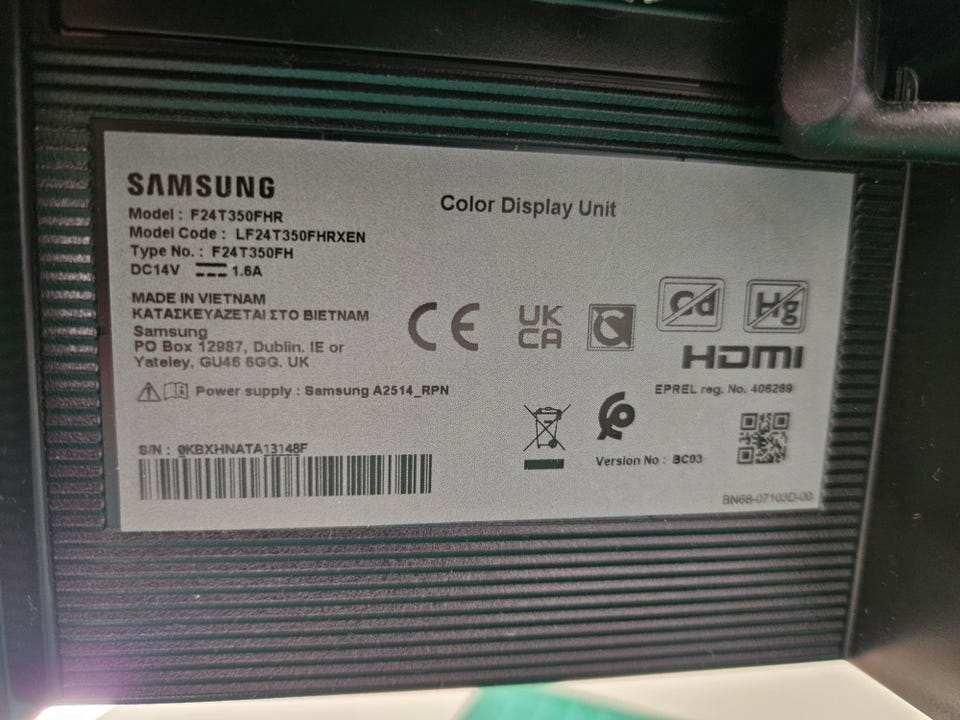 SAMSUNG
Model : F24T350FHR
Model Code : LF24T350FHRXEN
Type No. : F24T350FH
DC14V 1.6A
Color Display Unit
MADE IN VIETNAM
ΚΑΤΑΣΚΕΥΑΖΕΤΑΙ ΣΤΟ ΒΙΕΤΝΑΜ
Samsung
PO Box 12987, Dublin. IE or
Yateley, GU46 6GG. UK
Power supply : Samsung A2514_RPN
CE
UK
CA
Cd
Hg
HDMI
EPREL reg. No. 406269
Version No : BC03
S/N : 0KBXHNATA13148F
BN68-07103D-00